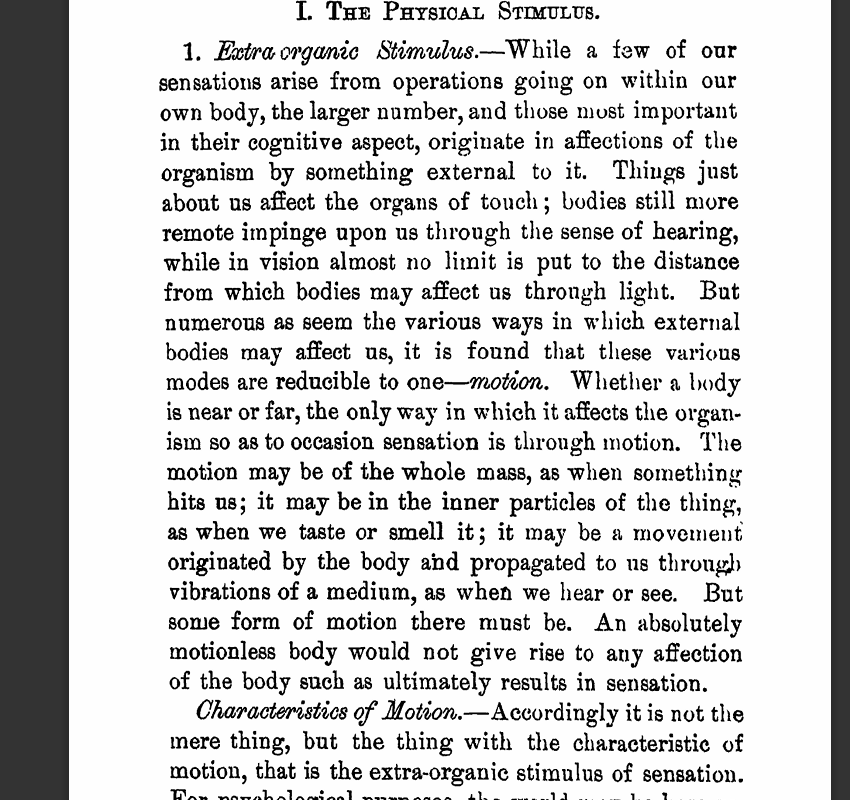 I. THE PHYSICAL STIMULUS.
1. Extra organic Stimulus.—While a few of our
sensations arise from operations going on within our
own body, the larger number, and those most important
in their cognitive aspect, originate in affections of the
organism by something external to it. Things just
about us affect the organs of touch; bodies still more
remote impinge upon us through the sense of hearing,
while in vision almost no limit is put to the distance
from which bodies may affect us through light. But
numerous as seem the various ways in which external
bodies may affect us, it is found that these various
modes are reducible to one—motion. Whether a body
is near or far, the only way in which it affects the organ-
ism so as to occasion sensation is through motion. The
motion may be of the whole mass, as when something
hits us; it may be in the inner particles of the thing,
as when we taste or smell it; it may be a movement
originated by the body and propagated to us through
vibrations of a medium, as when we hear or see. But
some form of motion there must be. An absolutely
motionless body would not give rise to any affection
of the body such as ultimately results in sensation.
Characteristics of Motion.—Accordingly it is not the
mere thing, but the thing with the characteristic of
motion, that is the extra-organic stimulus of sensation.
For psychological purposes, the world may be